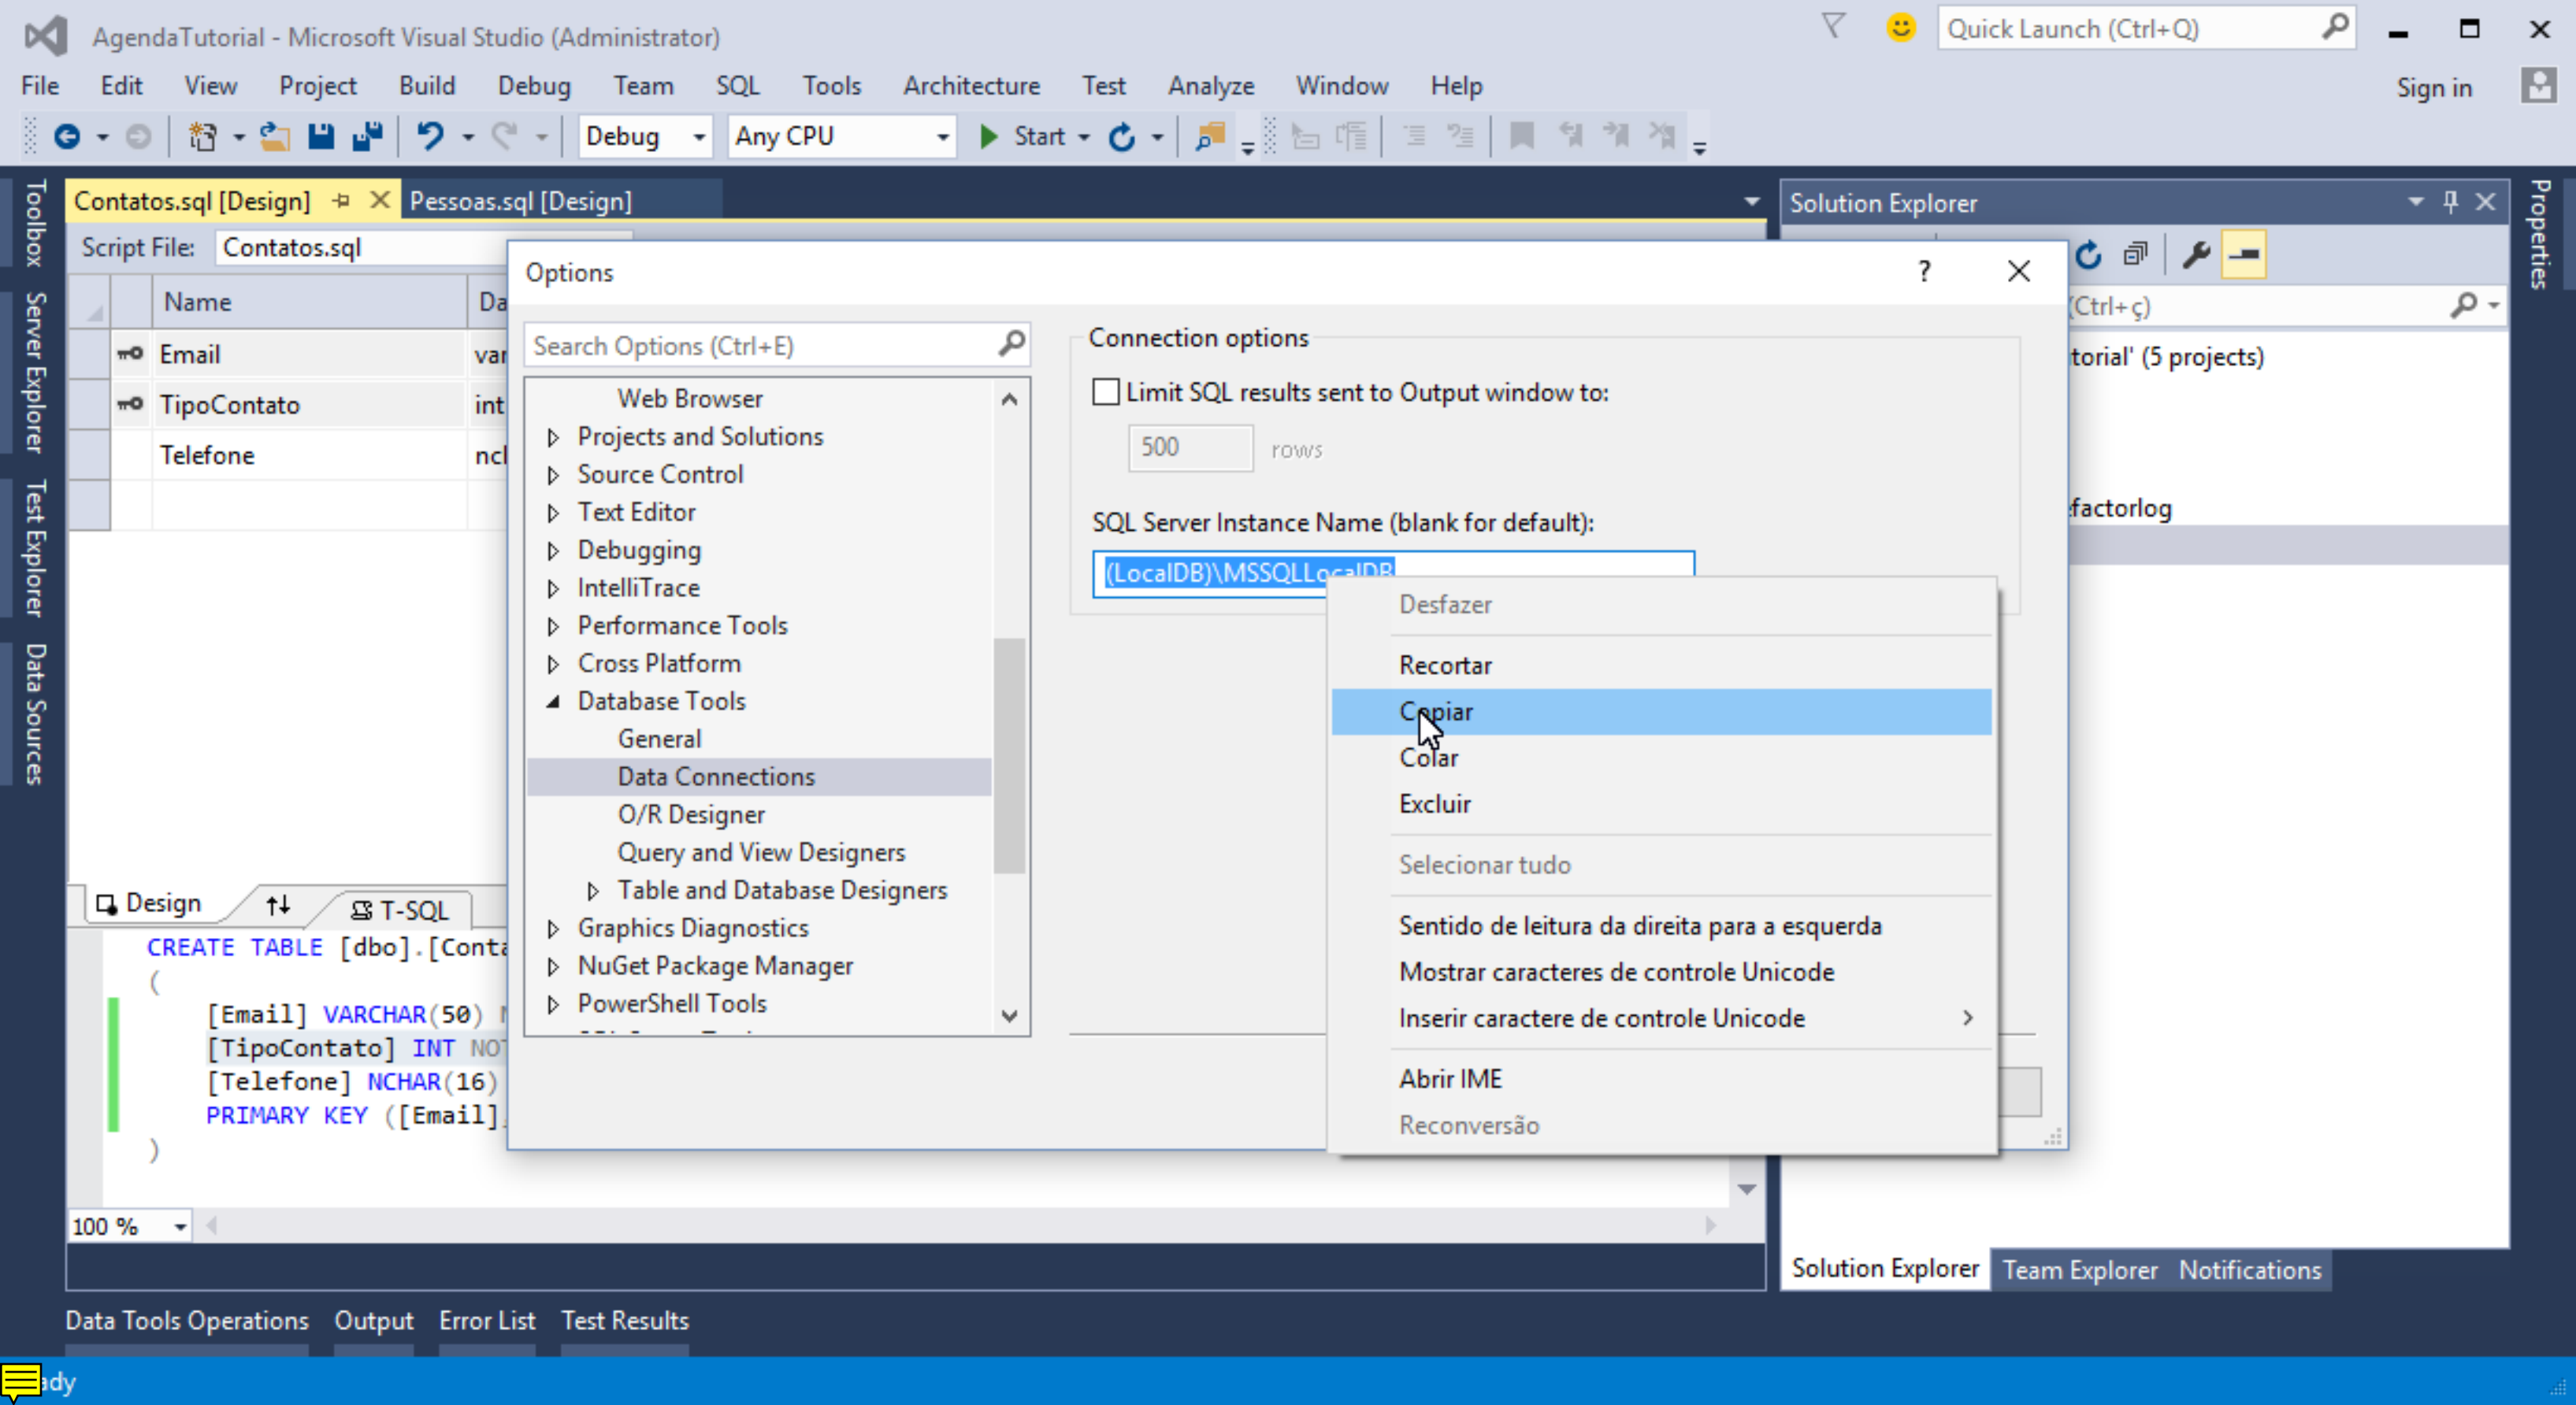 AgendaTutorial - Microsoft Visual Studio (Administrator)
Quick Launch (Ctrl+Q)
File Edit View Project Build Debug Team SQL Tools Architecture Test Analyze Window Help
Sign in
Debug Any CPU Start
Toolbox
Server Explorer
Test Explorer
Data Sources
Contatos.sql [Design] Pessoas.sql [Design]
Script File: Contatos.sql
Name
Email
TipoContato int
Telefone
Options
?
Search Options (Ctrl+E)
Web Browser
Projects and Solutions
Source Control
Text Editor
Debugging
IntelliTrace
Performance Tools
Cross Platform
Database Tools
General
Data Connections
O/R Designer
Query and View Designers
Table and Database Designers
Graphics Diagnostics
NuGet Package Manager
PowerShell Tools
Connection options
Limit SQL results sent to Output window to:
500 rows
SQL Server Instance Name (blank for default):
(LocalDB)\MSSQLLocalDB
Desfazer
Recortar
Copiar
Colar
Excluir
Selecionar tudo
Sentido de leitura da direita para a esquerda
Mostrar caracteres de controle Unicode
Inserir caractere de controle Unicode
Abrir IME
Reconversão
Solution Explorer
(Ctrl+ç)
torial' (5 projects)
factorlog
Properties
Design T-SQL
CREATE TABLE [dbo].[Conta
(
[Email] VARCHAR(50)
[TipoContato] INT NOT
[Telefone] NCHAR(16)
PRIMARY KEY ([Email]
)
100 %
Solution Explorer Team Explorer Notifications
Data Tools Operations Output Error List Test Results
ady